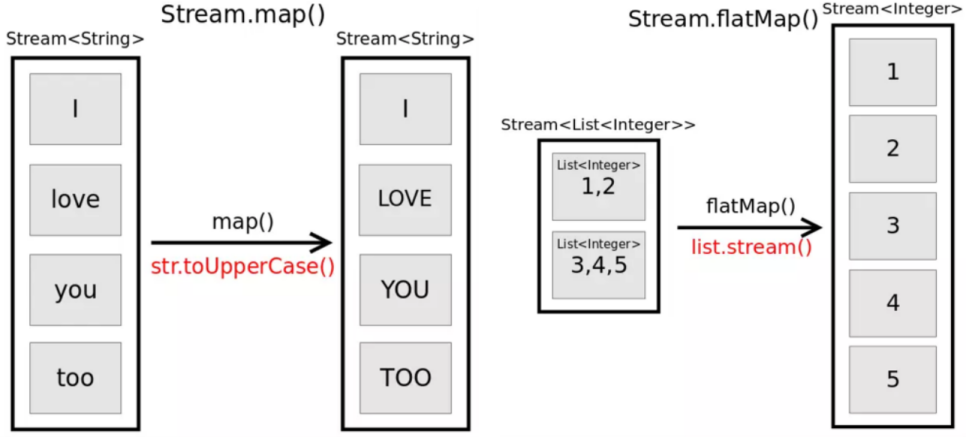 Stream.map()
Stream<String>
I
love
you
too
map()
str.toUpperCase()
Stream<String>
I
LOVE
YOU
TOO
Stream.flatMap()
Stream<List<Integer>>
List<Integer>
1,2
List<Integer>
3,4,5
flatMap()
list.stream()
Stream<Integer>
1
2
3
4
5